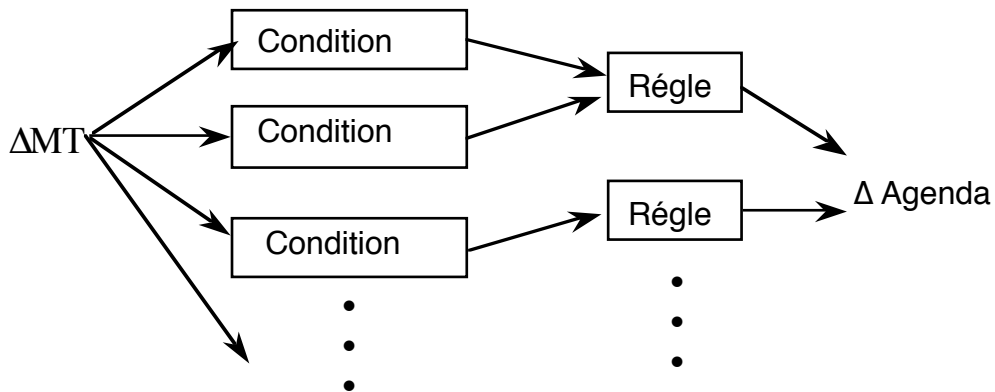 Condition
Régle
Condition
ΔMT
Δ Agenda
Régle
Condition